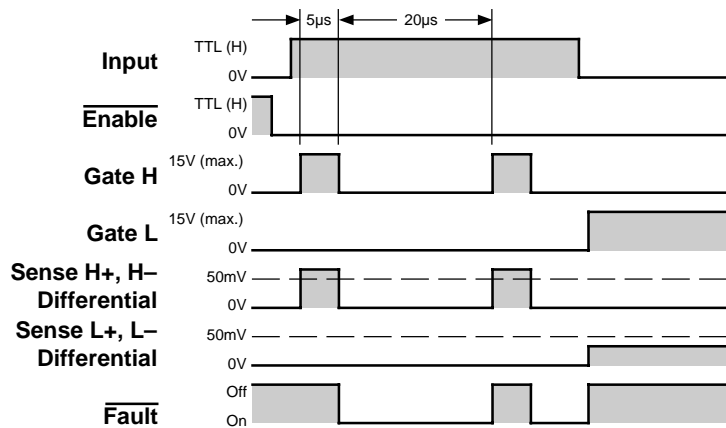 5µs 20µs
Input TTL (H)
0V
Enable TTL (H)
0V
Gate H 15V (max.)
0V
Gate L 15V (max.)
0V
Sense H+, H– 50mV
Differential 0V
Sense L+, L– 50mV
Differential 0V
Fault Off
On